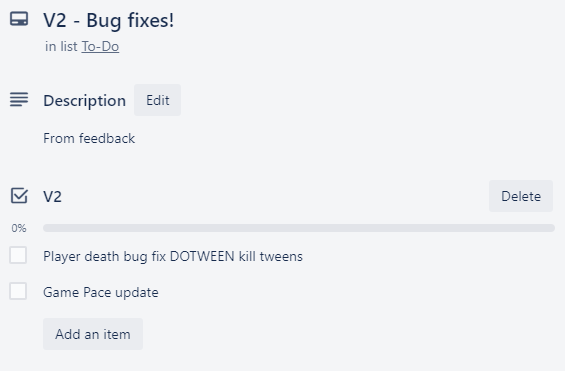 V2 - Bug fixes!
in list To-Do
Description Edit
From feedback
V2 Delete
0%
Player death bug fix DOTWEEN kill tweens
Game Pace update
Add an item